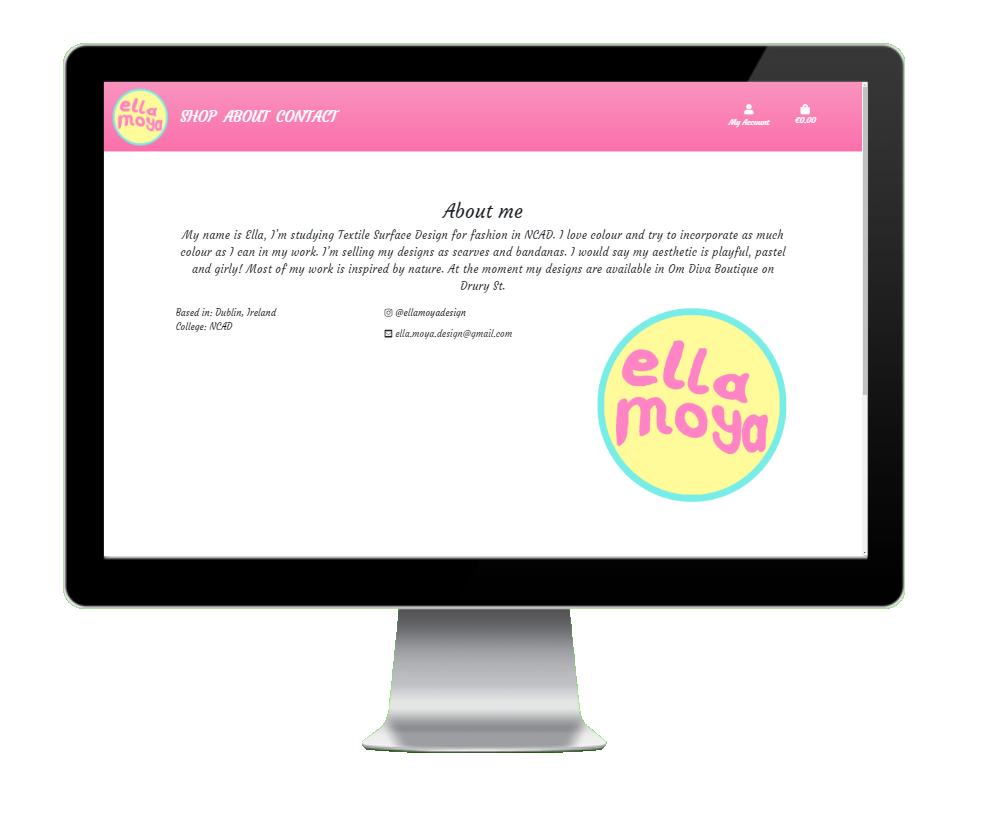 ella
moya
SHOP ABOUT CONTACT
My Account
€0.00
About me
My name is Ella, I'm studying Textile Surface Design for fashion in NCAD. I love colour and try to incorporate as much
colour as I can in my work. I'm selling my designs as scarves and bandanas. I would say my aesthetic is playful, pastel
and girly! Most of my work is inspired by nature. At the moment my designs are available in Om Diva Boutique on
Drury St.
Based in: Dublin, Ireland
College: NCAD
@ellamoyadesign
ella.moya.design@gmail.com
ella
moya